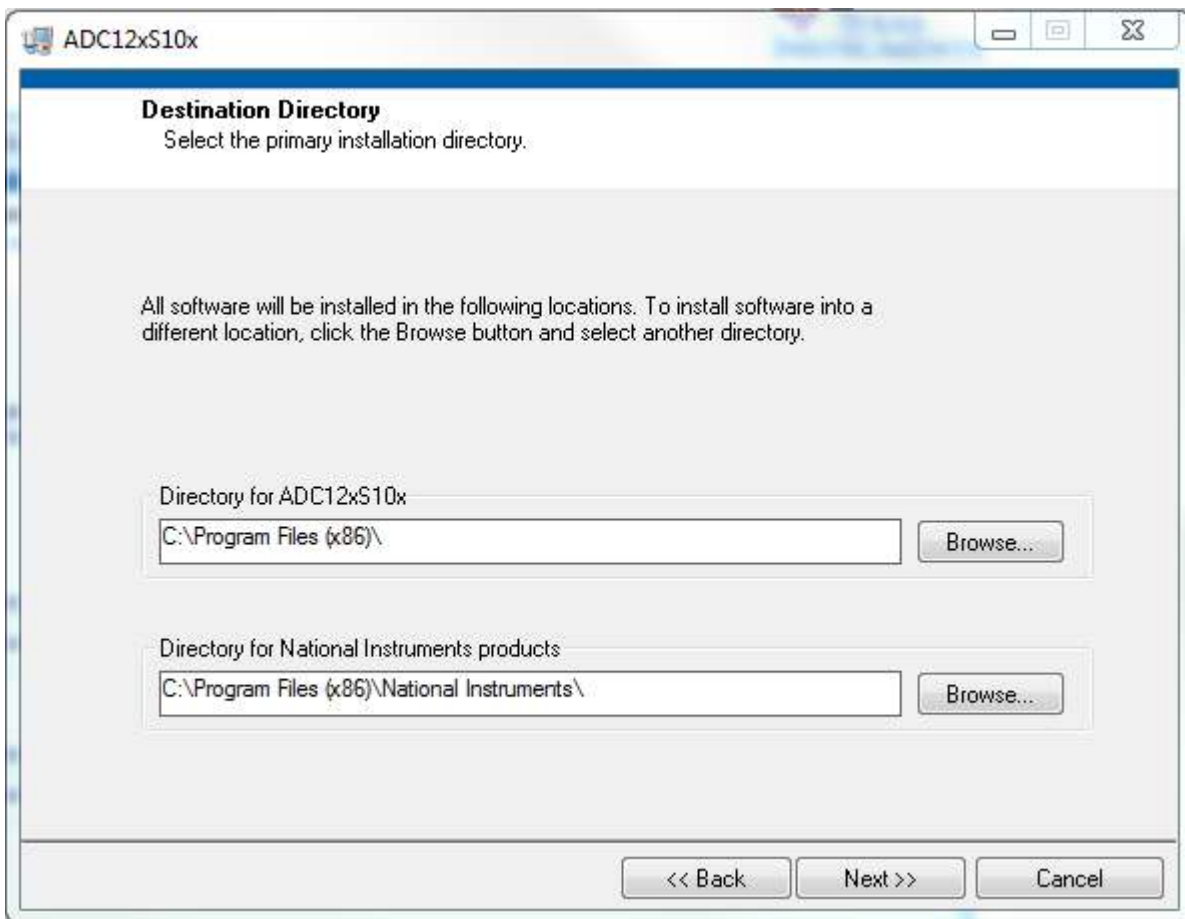 ADC12xS10x
Destination Directory
Select the primary installation directory.
All software will be installed in the following locations. To install software into a
different location, click the Browse button and select another directory.
Directory for ADC12xS10x
C:\Program Files (x86)\
Browse...
Directory for National Instruments products
C:\Program Files (x86)\National Instruments\
Browse...
<< Back
Next >>
Cancel